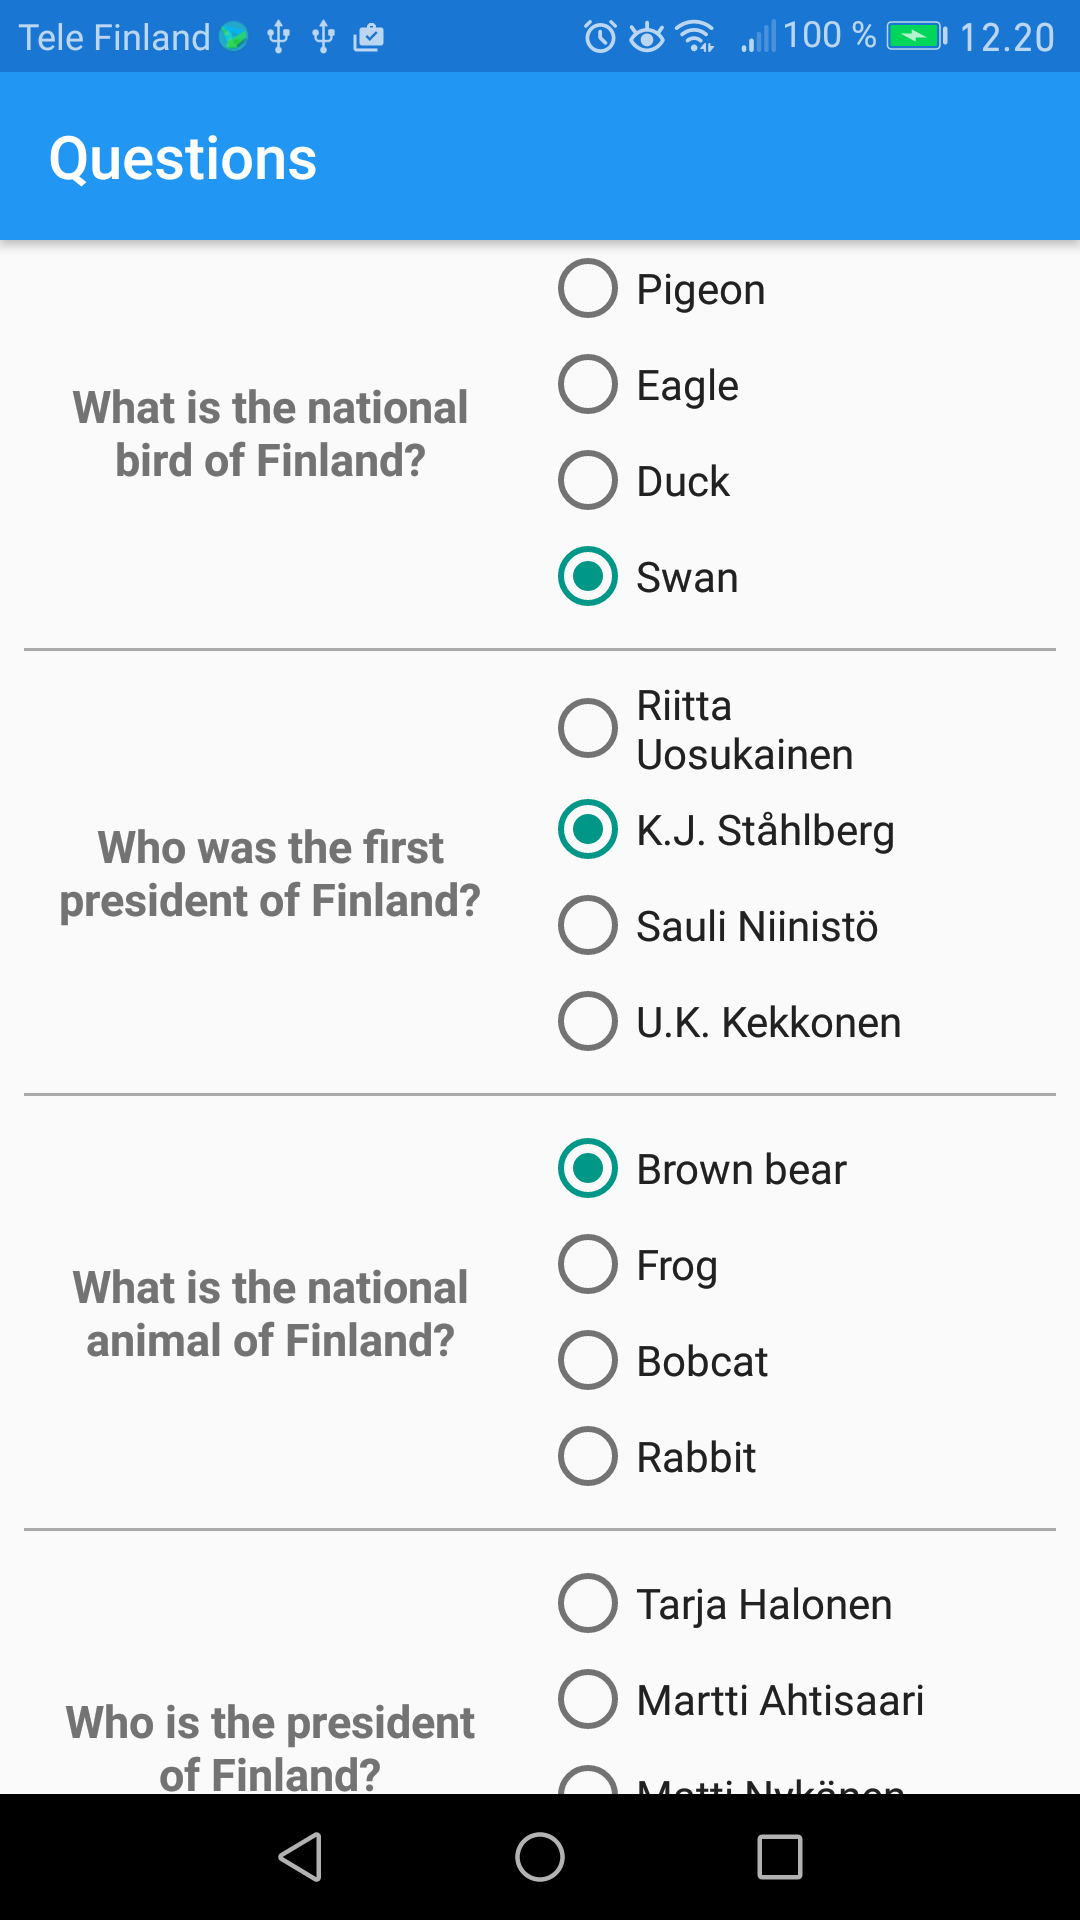 Tele Finland 100 % 12.20
Questions
Pigeon
Eagle
What is the national
bird of Finland?
Duck
Swan
Riitta
Uosukainen
K.J. Ståhlberg
Who was the first
president of Finland?
Sauli Niinistö
U.K. Kekkonen
Brown bear
Frog
What is the national
animal of Finland?
Bobcat
Rabbit
Tarja Halonen
Martti Ahtisaari
Who is the president
of Finland?
Matti Nykänen